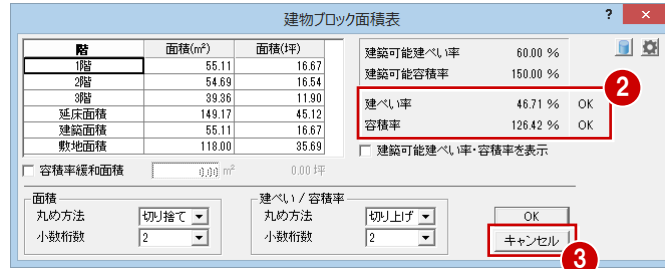 建物ブロック面積表
? ×
階 面積(m²) 面積(坪)
1階 55.11 16.67
2階 54.69 16.54
3階 39.36 11.90
延床面積 149.17 45.12
建築面積 55.11 16.67
敷地面積 118.00 35.69
建築可能建ぺい率 60.00 %
建築可能容積率 150.00 %
2
建ぺい率 46.71 % OK
容積率 126.42 % OK
建築可能建ぺい率・容積率を表示
容積率緩和面積 0.00 m² 0.00 坪
面積
丸め方法 切り捨て
小数桁数 2
建ぺい / 容積率
丸め方法 切り上げ
小数桁数 2
OK
キャンセル
3